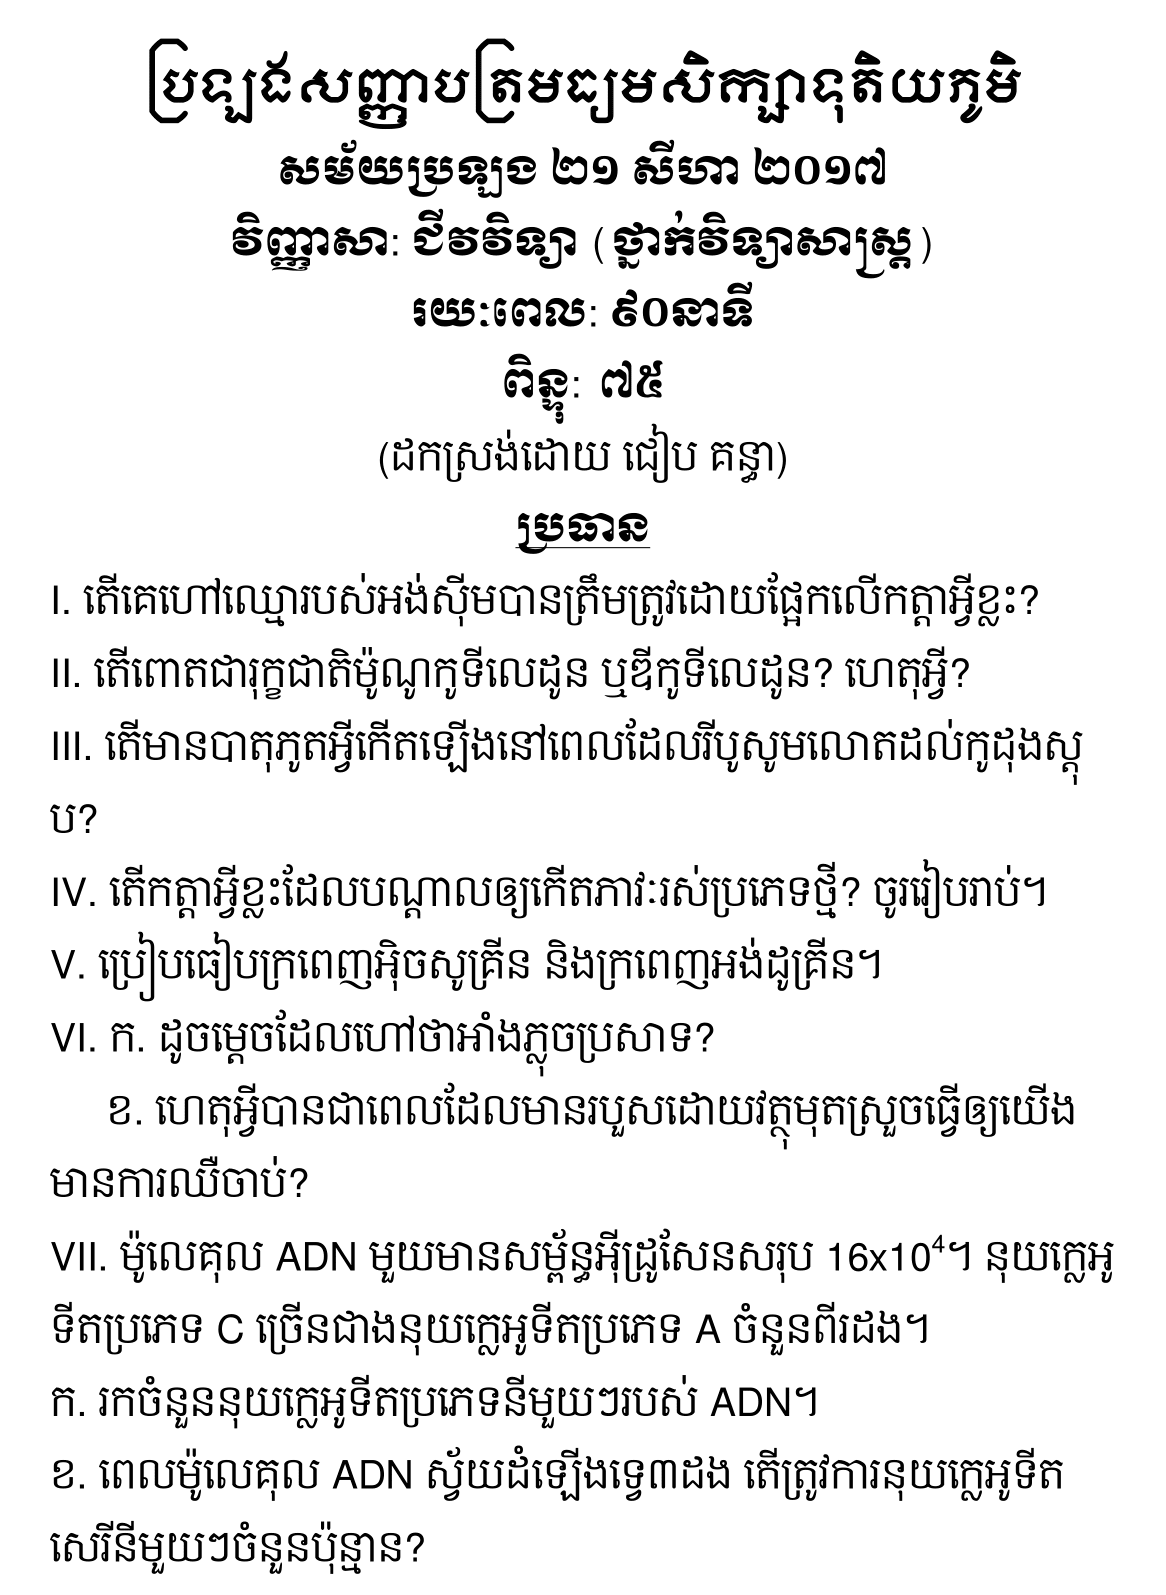 ប្រឡងសញ្ញាបត្រមធ្យមសិក្សាទុតិយភូមិ
សម័យប្រឡង ២១ សីហា ២០១៧
វិញ្ញាសា: ជីវវិទ្យា (ថ្នាក់វិទ្យាសាស្ត្រ)
រយៈពេល: ៩០នាទី
ពិន្ទុ: ៧៥
(ដកស្រង់ដោយ ជៀប គន្ធា)
ប្រធាន
I. តើគេហៅឈ្មោរបស់អង់ស៊ីមបានត្រឹមត្រូវដោយផ្អែកលើកត្តាអ្វីខ្លះ?
II. តើពោតជារុក្ខជាតិម៉ូណូកូទីលេដូន ឬឌីកូទីលេដូន? ហេតុអ្វី?
III. តើមានបាតុភូតអ្វីកើតឡើងនៅពេលដែលរីបូសូមលោតដល់កូដុងស្តុ
ប?
IV. តើកត្តាអ្វីខ្លះដែលបណ្តាលឲ្យកើតភាវៈរស់ប្រភេទថ្មី? ចូររៀបរាប់។
V. ប្រៀបធៀបក្រពេញអ៊ិចសូគ្រីន និងក្រពេញអង់ដូគ្រីន។
VI. ក. ដូចម្តេចដែលហៅថាអាំងភ្លុចប្រសាទ?
ខ. ហេតុអ្វីបានជាពេលដែលមានរបួសដោយវត្ថុមុតស្រួចធ្វើឲ្យយើង
មានការឈឺចាប់?
VII. ម៉ូលេគុល ADN មួយមានសម្ព័ន្ធអ៊ីដ្រូសែនសរុប 16x10⁴។ នុយក្លេអូ
ទីតប្រភេទ C ច្រើនជាងនុយក្លេអូទីតប្រភេទ A ចំនួនពីរដង។
ក. រកចំនួននុយក្លេអូទីតប្រភេទនីមួយៗរបស់ ADN។
ខ. ពេលម៉ូលេគុល ADN ស្វ័យដំឡើងទ្វេ៣ដង តើត្រូវការនុយក្លេអូទីត
សេរីនីមួយៗចំនួនប៉ុន្មាន?